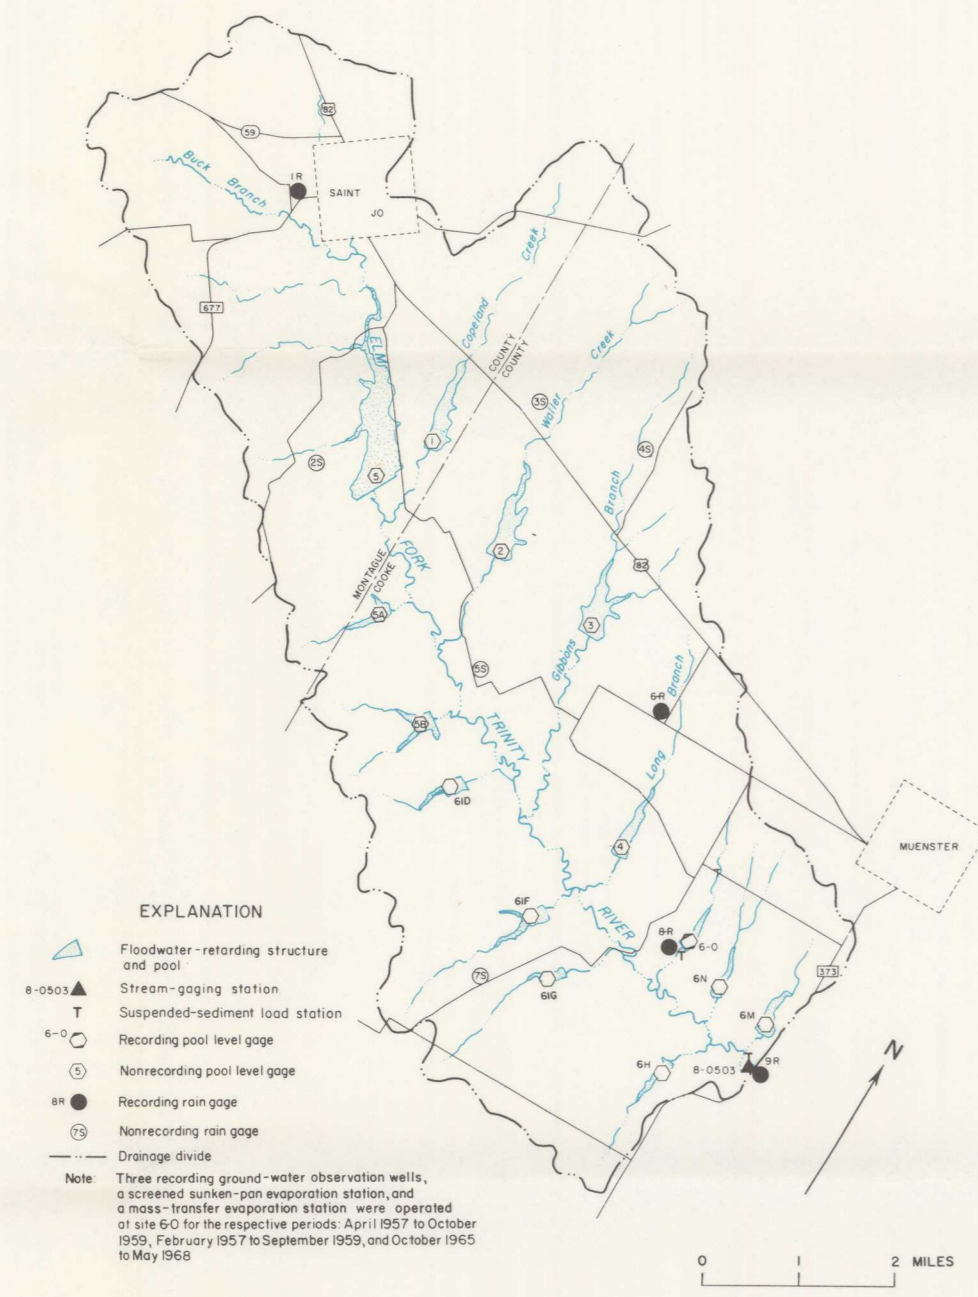 82
59
Buck
Branch
1R
SAINT
JO
677
Creek
Copeland
ELM
COUNTY
COUNTY
Creek
3S
Waller
1
2S
5
4S
Branch
2
82
FORK
MONTAGUE
COOKE
5A
3
5S
Gibbons
Branch
6-R
5B
TRINITY
61D
Long
4
MUENSTER
61F
RIVER
8-R
6-0
7S
61G
6N
373
6M
6H
T
T
T
8-0503
9R
N
EXPLANATION
Floodwater-retarding structure
and pool
8-0503 Stream-gaging station
T Suspended-sediment load station
6-0 Recording pool level gage
5 Nonrecording pool level gage
8R Recording rain gage
7S Nonrecording rain gage
Drainage divide
Note: Three recording ground-water observation wells,
a screened sunken-pan evaporation station, and
a mass-transfer evaporation station were operated
at site 6-0 for the respective periods: April 1957 to October
1959, February 1957 to September 1959, and October 1965
to May 1968
0 1 2 MILES